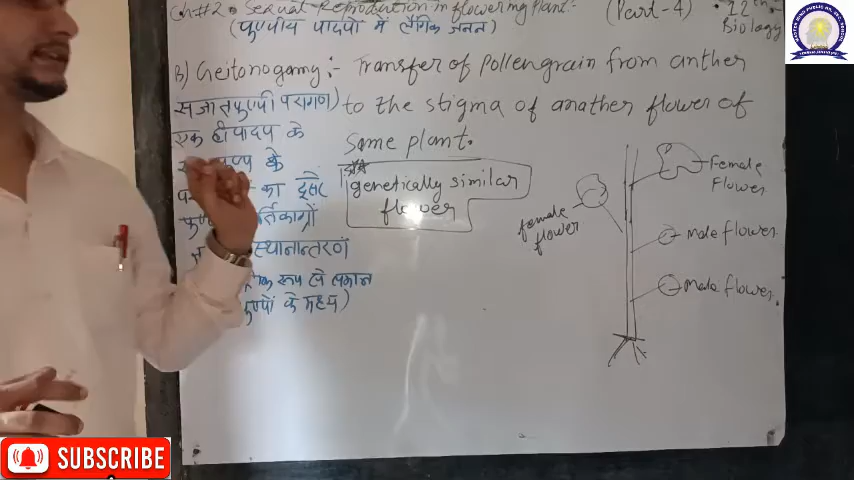 Ch#2. Sexual Reproduction in flowering Plant:- (Part-4) 12th
(पुष्पीय पादपो में लैंगिक जनन) Biology
B) Geitonogamy:- Transfer of Pollengrain from anther
सजातपुष्पी परागण) to the stigma of anather flower of
एक ही पादप के Same plant.
पुष्प के
का दूसरे
genetically similar
flower
स्थानान्तरणं
रूप से समान
पुष्पों के मध्य)
female
flower
Female
Flower
male flower
male flower.
SUBSCRIBE